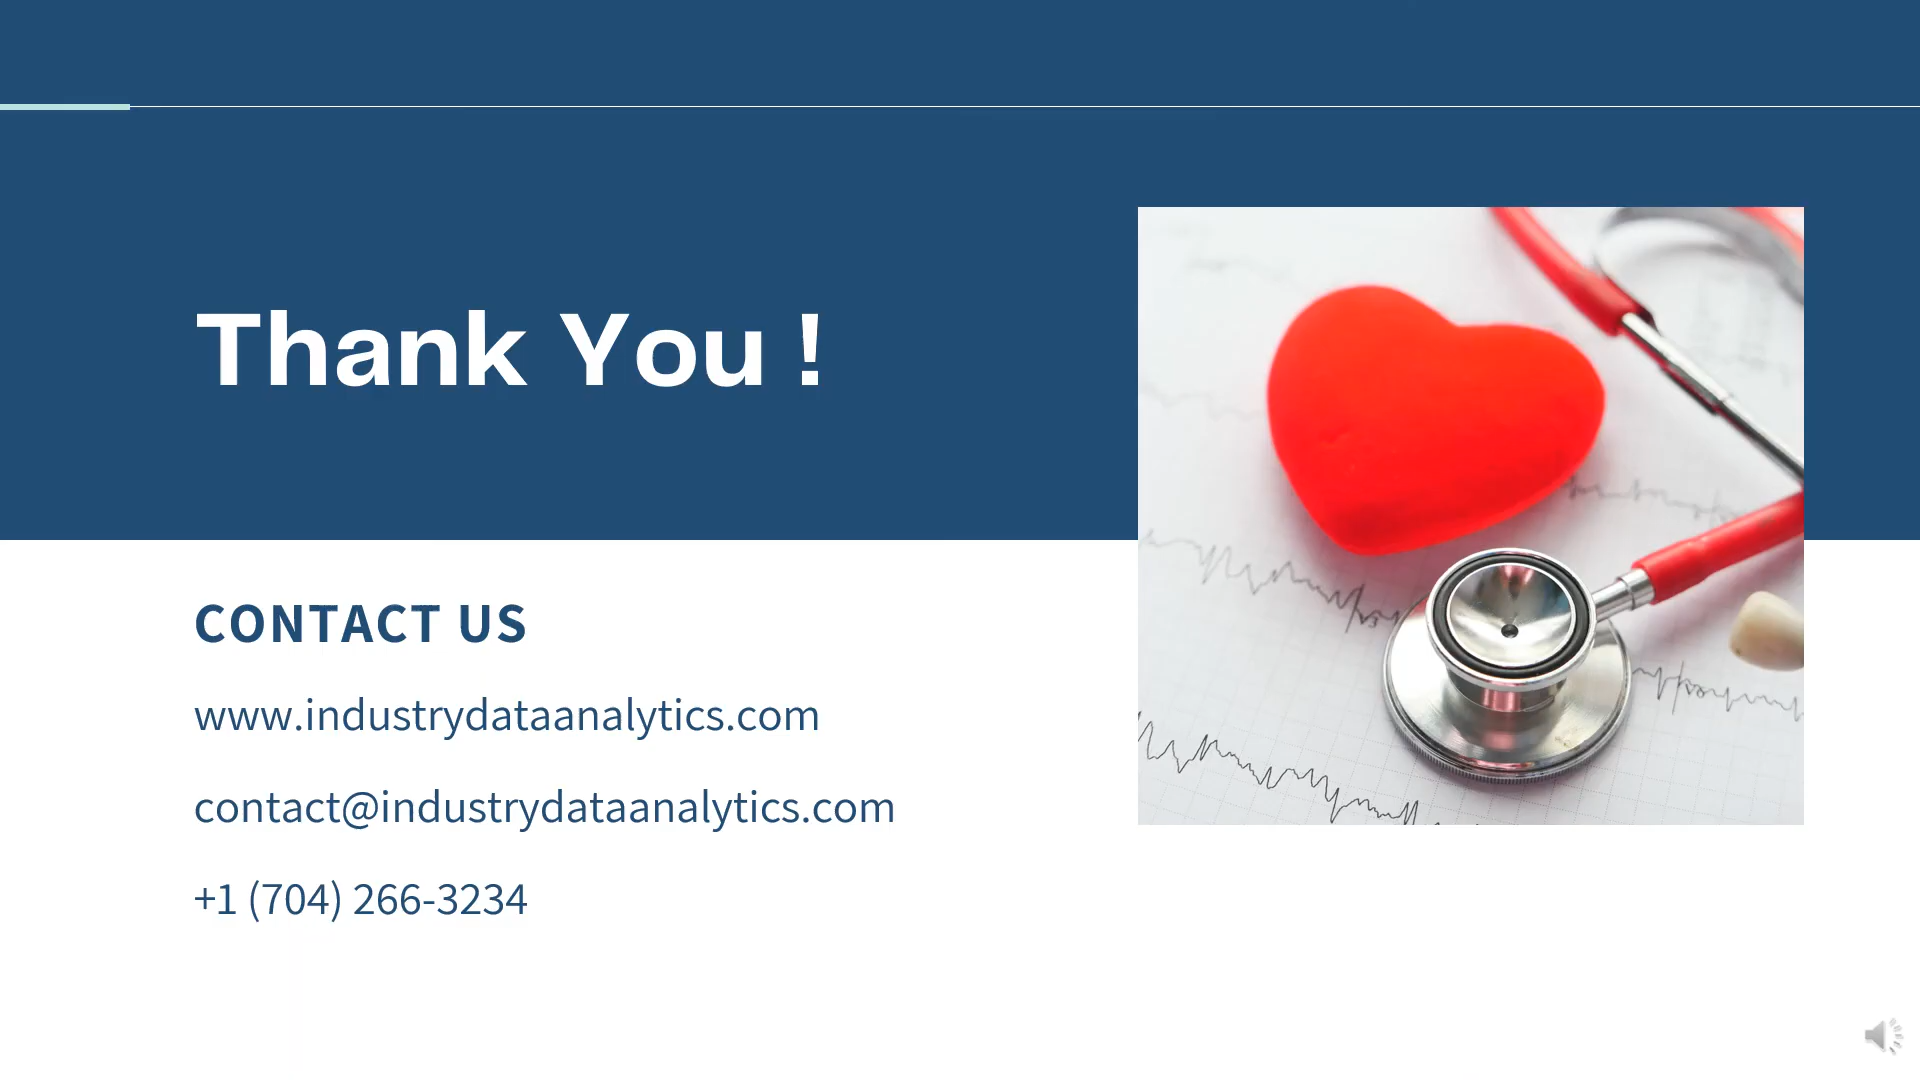 Thank You !
CONTACT US
www.industrydataanalytics.com
contact@industrydataanalytics.com
+1 (704) 266-3234